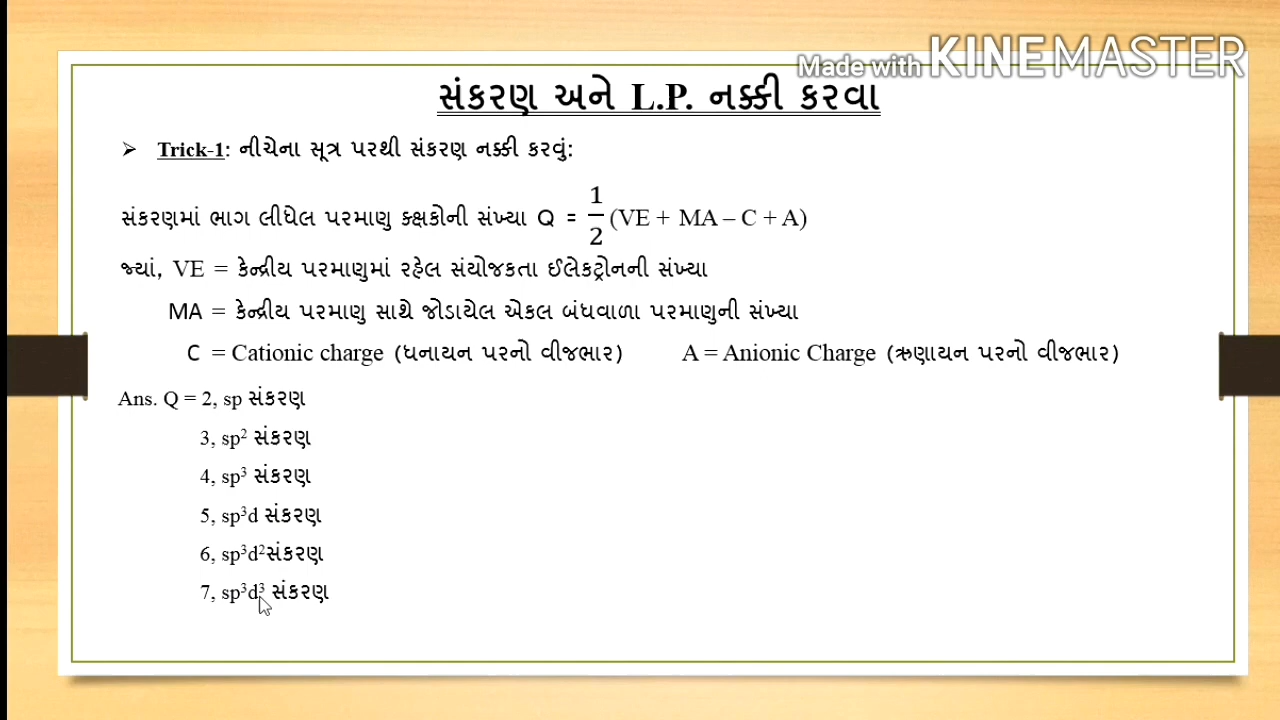 Made with KINEMASTER
સંકરણ અને L.P. નક્કી કરવા
➢ Trick-1: નીચેના સૂત્ર પરથી સંકરણ નક્કી કરવું:
સંકરણમાં ભાગ લીધેલ પરમાણુ ક્ક્ષકોની સંખ્યા Q = 1/2 (VE + MA – C + A)
જ્યાં, VE = કેન્દ્રીય પરમાણુમાં રહેલ સંયોજકતા ઈલેકટ્રોનની સંખ્યા
MA = કેન્દ્રીય પરમાણુ સાથે જોડાયેલ એકલ બંધવાળા પરમાણુની સંખ્યા
C = Cationic charge (ધનાયન પરનો વીજભાર) A = Anionic Charge (ઋણાયન પરનો વીજભાર)
Ans. Q = 2, sp સંકરણ
3, sp² સંકરણ
4, sp³ સંકરણ
5, sp³d સંકરણ
6, sp³d²સંકરણ
7, sp³d³ સંકરણ